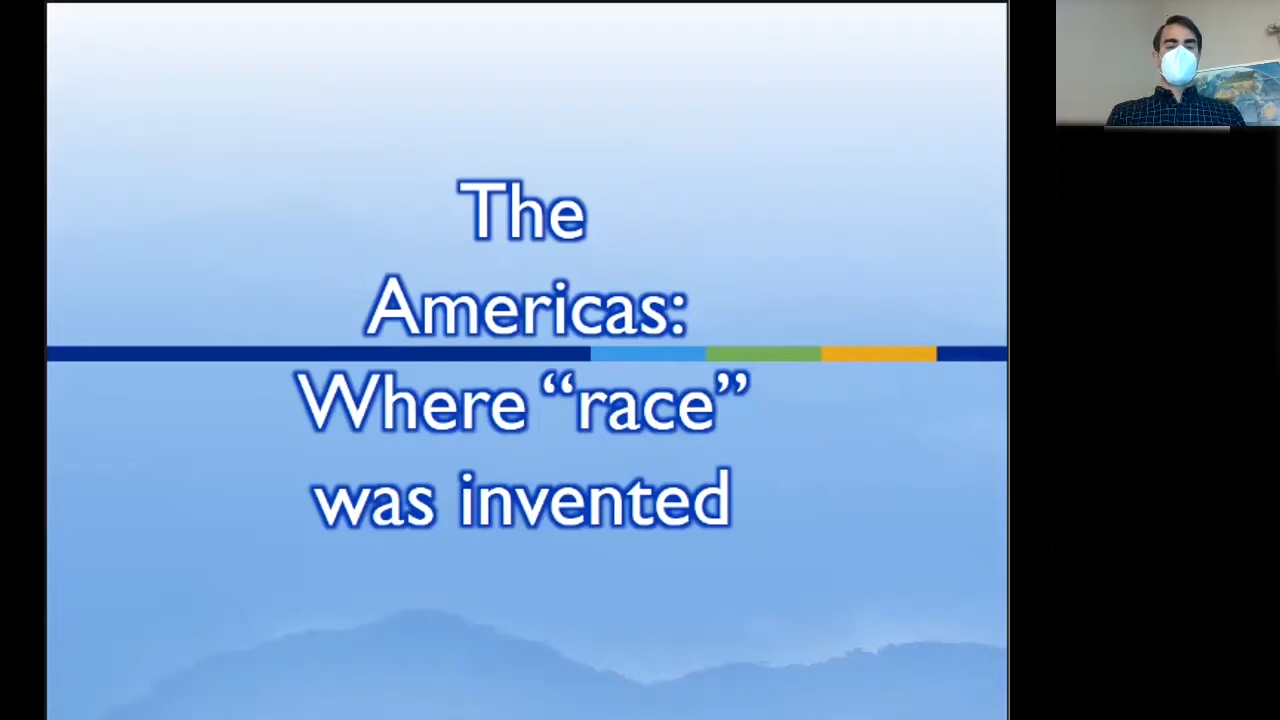 The
Americas:
Where “race”
was invented